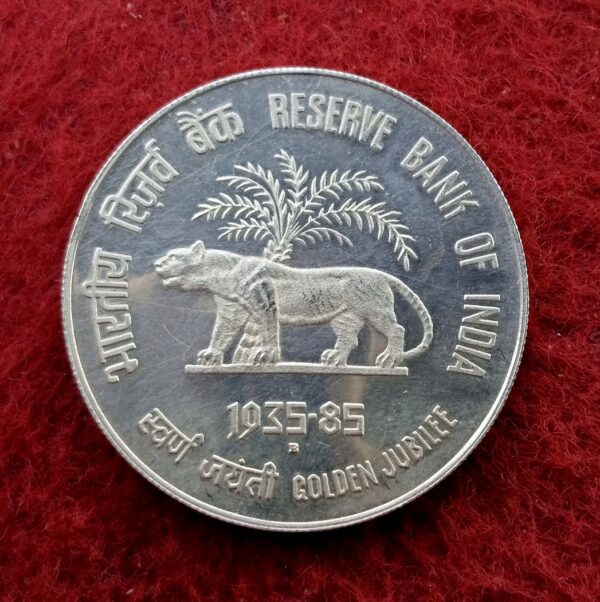 भारतीय रिज़र्व बैंक RESERVE BANK OF INDIA
1935-85
स्वर्ण जयंती GOLDEN JUBILEE